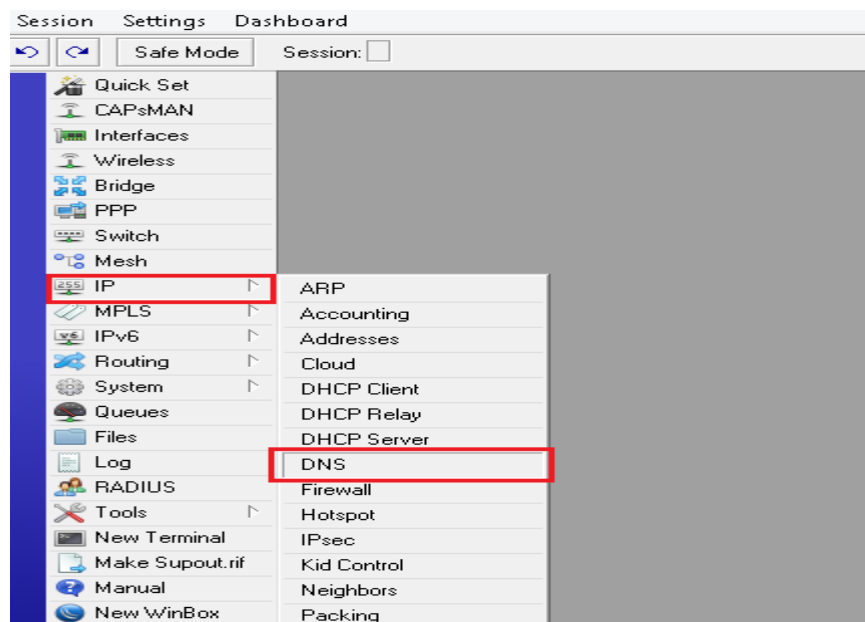 Session Settings Dashboard
Safe Mode Session:
Quick Set
CAPsMAN
Interfaces
Wireless
Bridge
PPP
Switch
Mesh
255 IP
MPLS
v6 IPv6
Routing
System
Queues
Files
Log
RADIUS
Tools
New Terminal
Make Supout.rif
Manual
New WinBox
ARP
Accounting
Addresses
Cloud
DHCP Client
DHCP Relay
DHCP Server
DNS
Firewall
Hotspot
IPsec
Kid Control
Neighbors
Packing